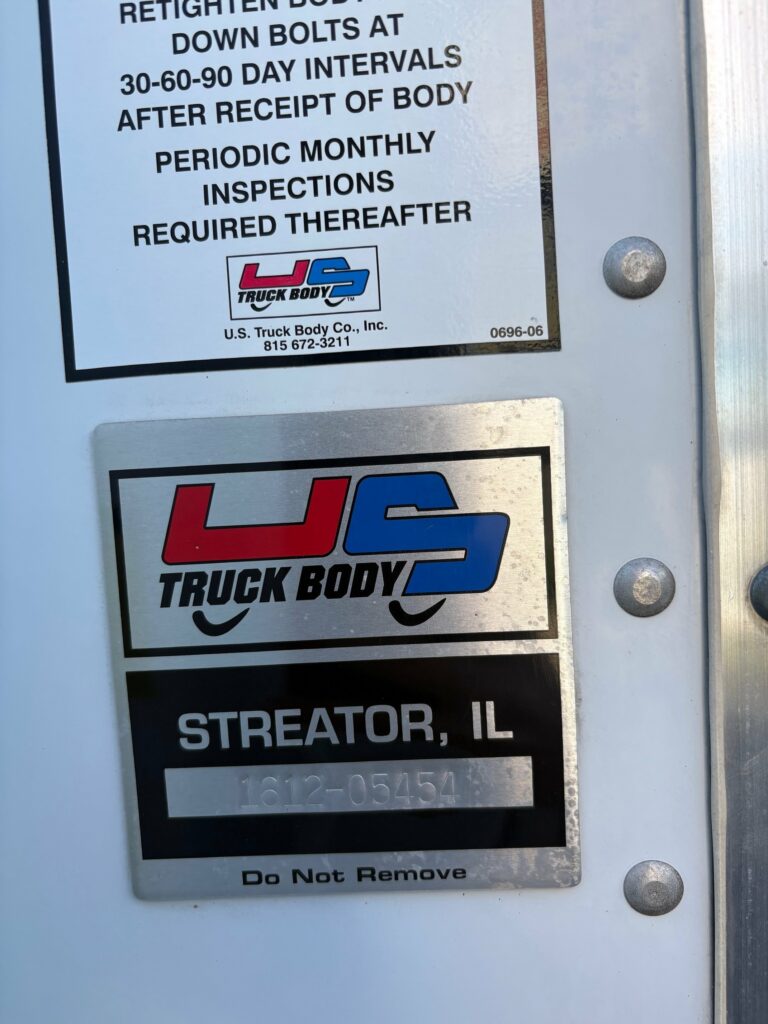 RETIGHTEN
DOWN BOLTS AT
30-60-90 DAY INTERVALS
AFTER RECEIPT OF BODY
PERIODIC MONTHLY
INSPECTIONS
REQUIRED THEREAFTER
US
TRUCK BODY
TM
U.S. Truck Body Co., Inc.
815 672-3211
0696-06
US
TRUCK BODY
STREATOR, IL
1612-05454
Do Not Remove